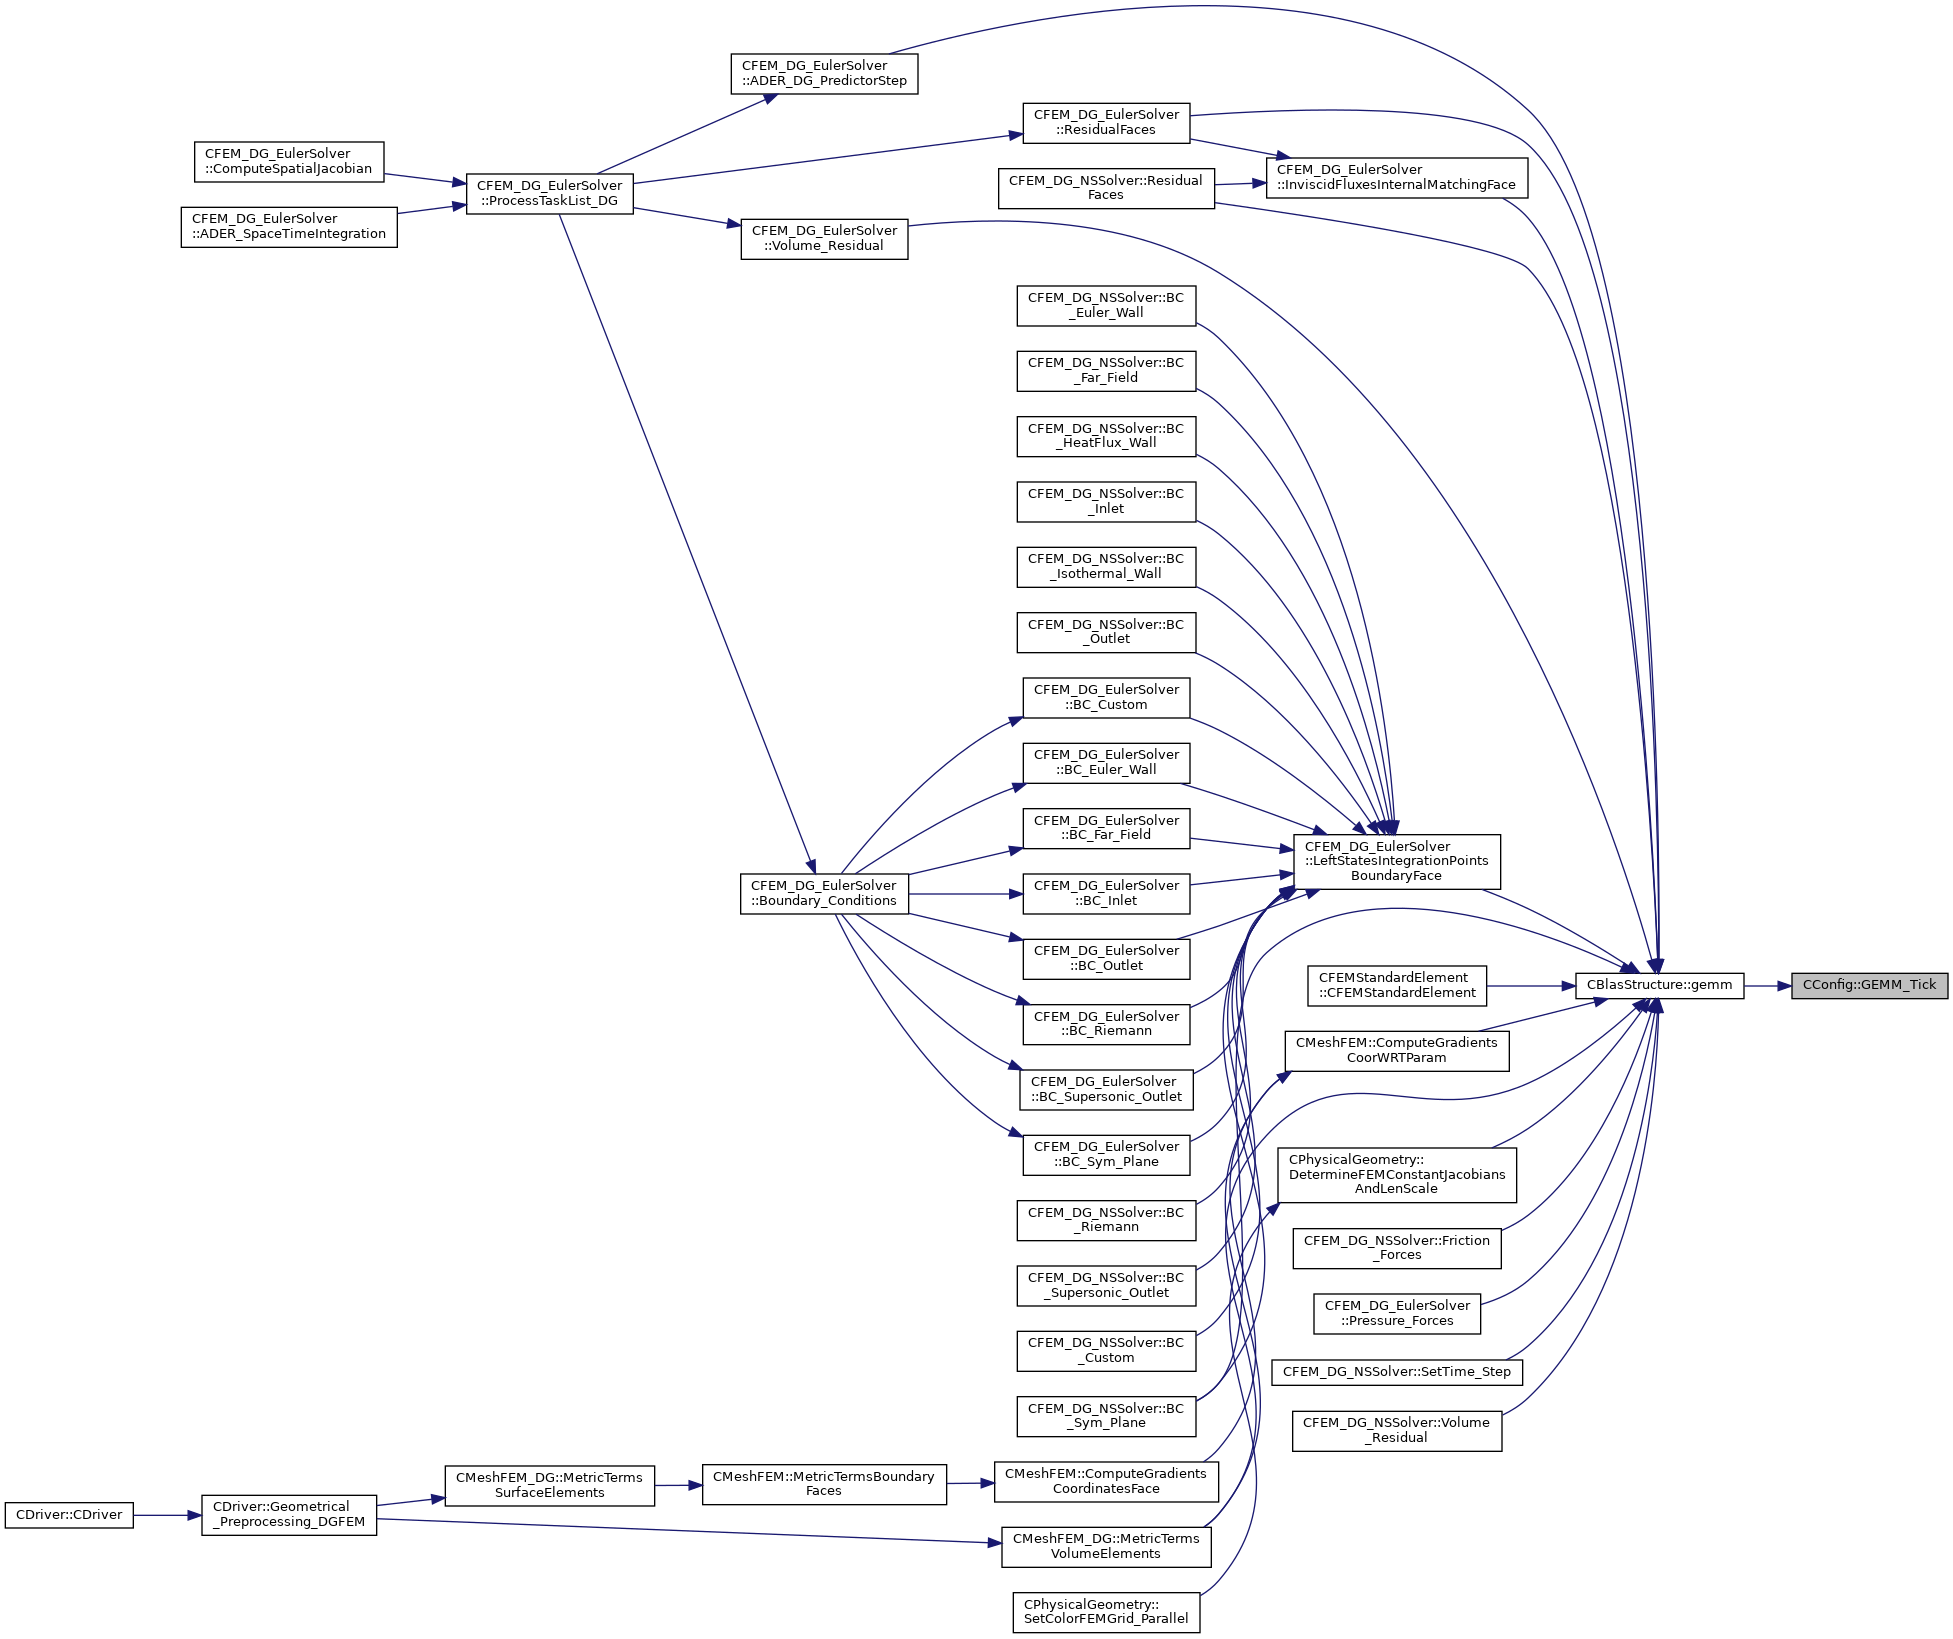 CFEM_DG_EulerSolver
::ADER_DG_PredictorStep
CFEM_DG_EulerSolver
::ResidualFaces
CFEM_DG_EulerSolver
::ComputeSpatialJacobian
CFEM_DG_EulerSolver
::InviscidFluxesInternalMatchingFace
CFEM_DG_NSSolver::Residual
Faces
CFEM_DG_EulerSolver
::ProcessTaskList_DG
CFEM_DG_EulerSolver
::ADER_SpaceTimeIntegration
CFEM_DG_EulerSolver
::Volume_Residual
CFEM_DG_NSSolver::BC
_Euler_Wall
CFEM_DG_NSSolver::BC
_Far_Field
CFEM_DG_NSSolver::BC
_HeatFlux_Wall
CFEM_DG_NSSolver::BC
_Inlet
CFEM_DG_NSSolver::BC
_Isothermal_Wall
CFEM_DG_NSSolver::BC
_Outlet
CFEM_DG_EulerSolver
::BC_Custom
CFEM_DG_EulerSolver
::BC_Euler_Wall
CFEM_DG_EulerSolver
::BC_Far_Field
CFEM_DG_EulerSolver
::LeftStatesIntegrationPoints
BoundaryFace
CFEM_DG_EulerSolver
::Boundary_Conditions
CFEM_DG_EulerSolver
::BC_Inlet
CFEM_DG_EulerSolver
::BC_Outlet
CFEMStandardElement
::CFEMStandardElement
CBlasStructure::gemm
CConfig::GEMM_Tick
CFEM_DG_EulerSolver
::BC_Riemann
CMeshFEM::ComputeGradients
CoorWRTParam
CFEM_DG_EulerSolver
::BC_Supersonic_Outlet
CFEM_DG_EulerSolver
::BC_Sym_Plane
CPhysicalGeometry::
DetermineFEMConstantJacobians
AndLenScale
CFEM_DG_NSSolver::BC
_Riemann
CFEM_DG_NSSolver::Friction
_Forces
CFEM_DG_NSSolver::BC
_Supersonic_Outlet
CFEM_DG_EulerSolver
::Pressure_Forces
CFEM_DG_NSSolver::BC
_Custom
CFEM_DG_NSSolver::SetTime_Step
CFEM_DG_NSSolver::BC
_Sym_Plane
CFEM_DG_NSSolver::Volume
_Residual
CMeshFEM_DG::MetricTerms
SurfaceElements
CMeshFEM::MetricTermsBoundary
Faces
CMeshFEM::ComputeGradients
CoordinatesFace
CDriver::CDriver
CDriver::Geometrical
_Preprocessing_DGFEM
CMeshFEM_DG::MetricTerms
VolumeElements
CPhysicalGeometry::
SetColorFEMGrid_Parallel